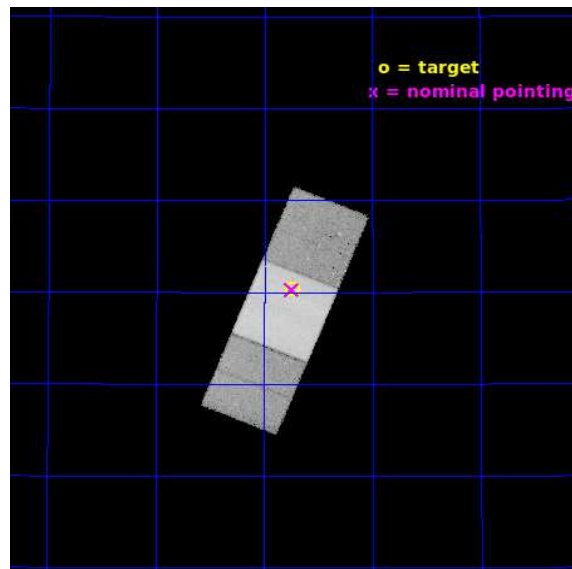 o = target
x = nominal pointing